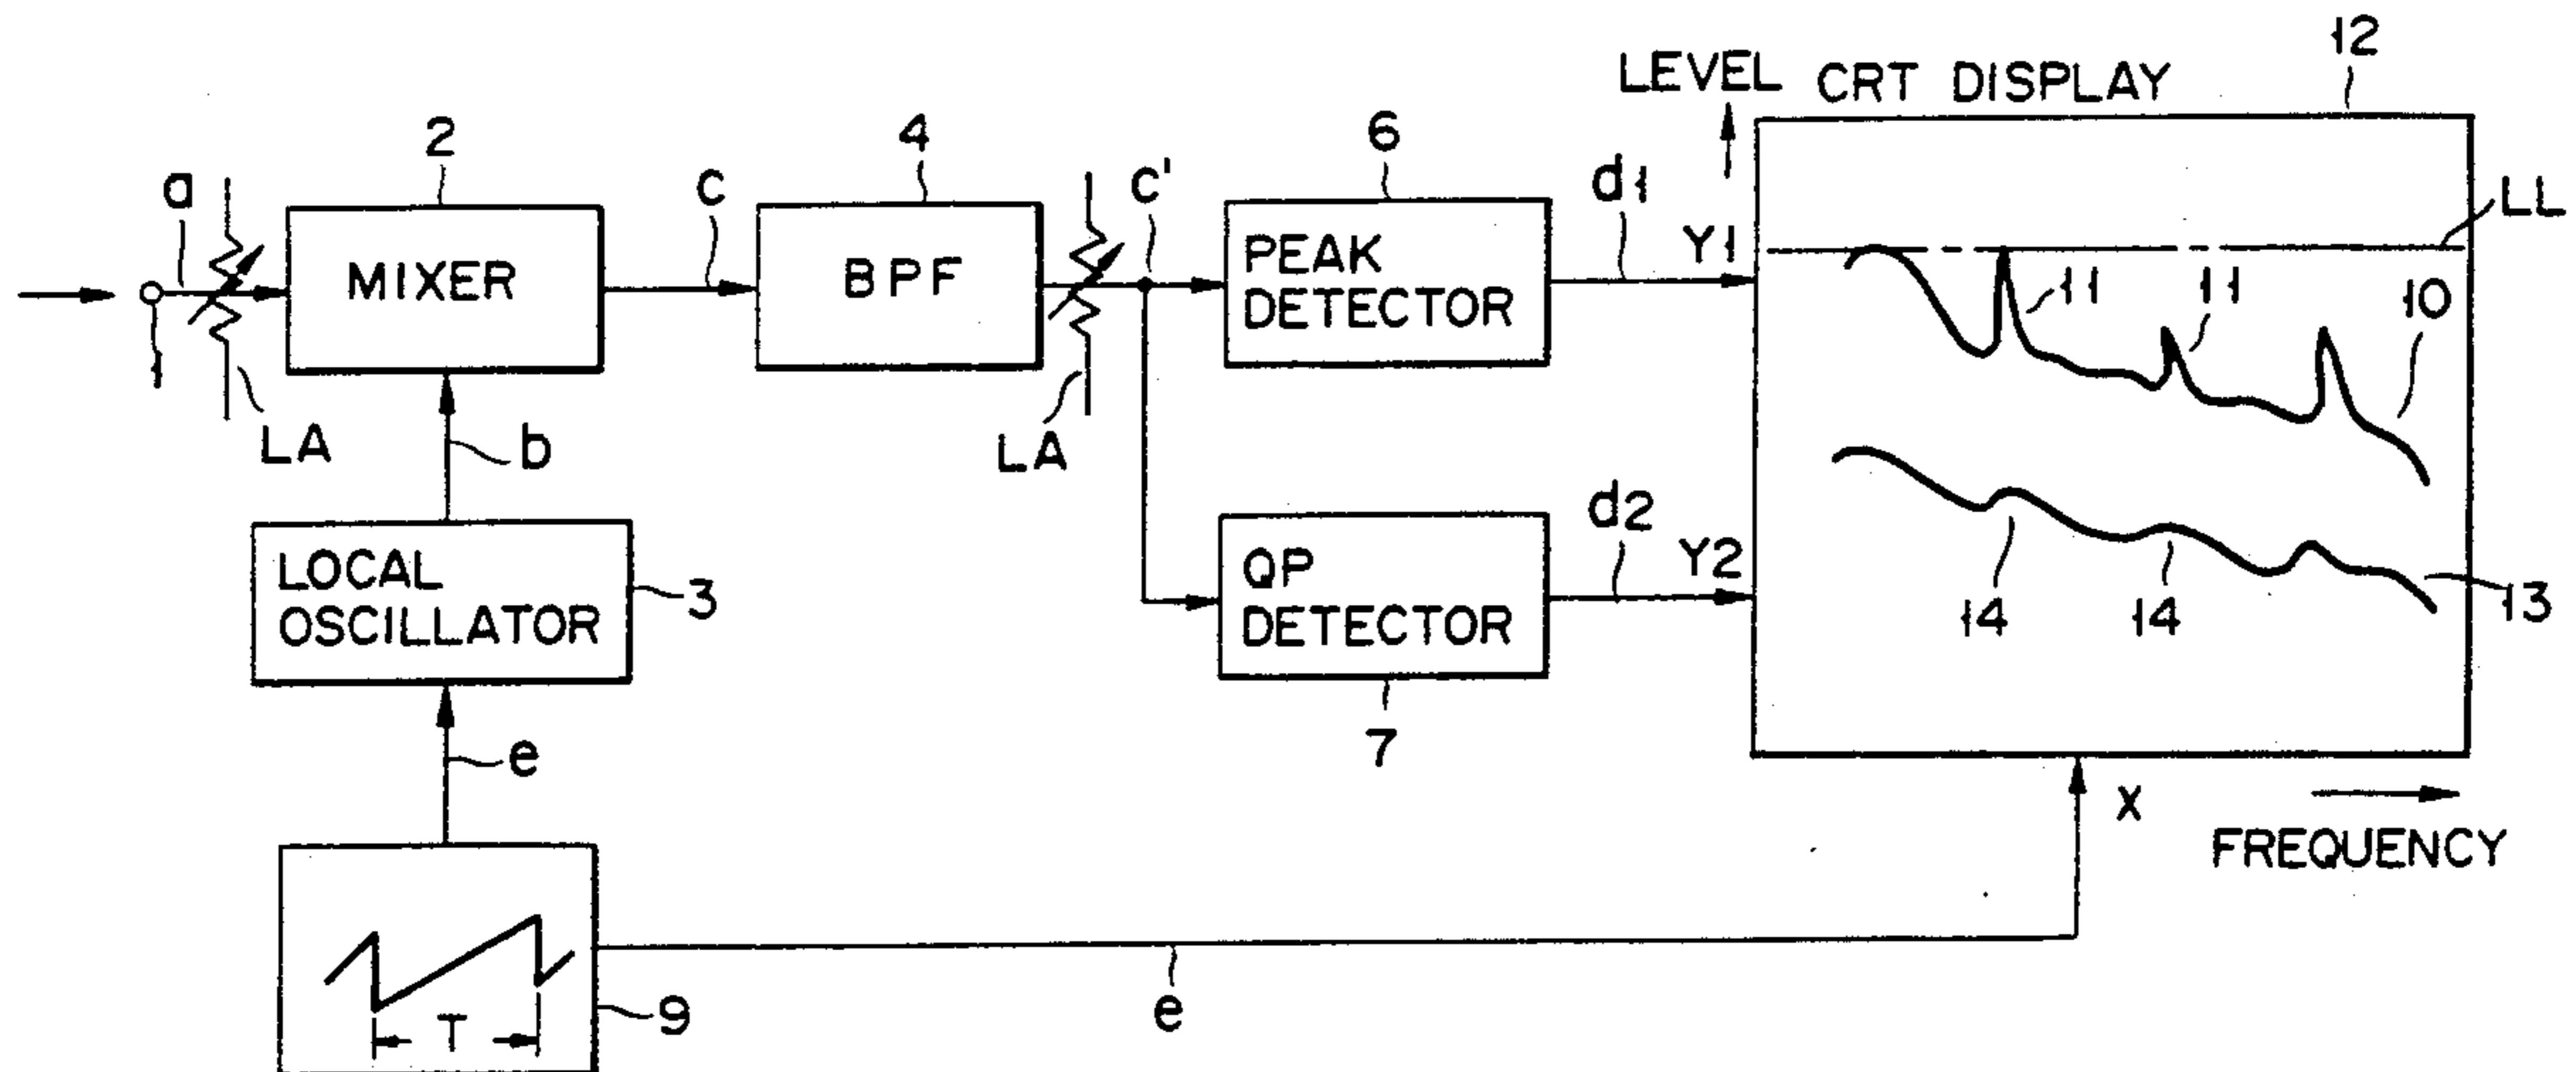 12
LEVEL CRT DISPLAY
2
4
6
a
c
c'
d1
Y1
LL
MIXER
BPF
PEAK
DETECTOR
11
11
10
1
LA
b
LA
LOCAL
OSCILLATOR
3
QP
DETECTOR
d2
Y2
14
14
13
7
e
X
FREQUENCY
T
9
e